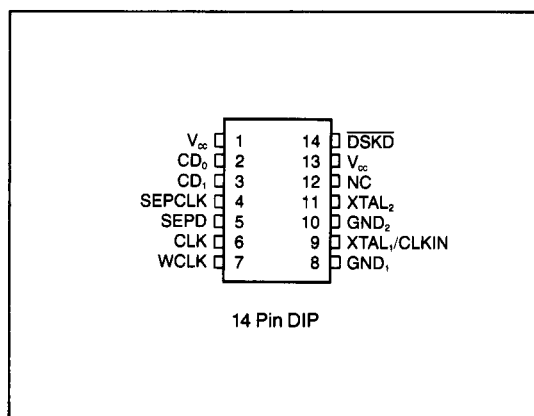 V㏄ 1 14 D̅S̅K̅D̅
CD₀ 2 13 V㏄
CD₁ 3 12 NC
SEPCLK 4 11 XTAL₂
SEPD 5 10 GND₂
CLK 6 9 XTAL₁/CLKIN
WCLK 7 8 GND₁
14 Pin DIP